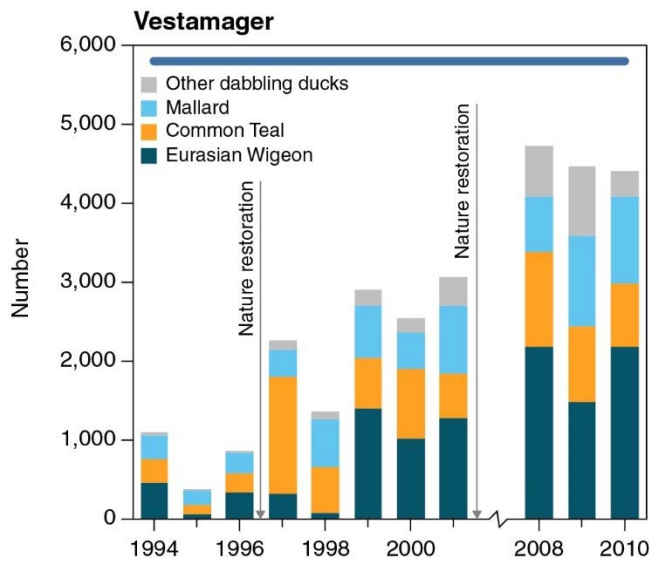 Vestamager
6,000
5,000
4,000
3,000
2,000
1,000
0
Number
Other dabbling ducks
Mallard
Common Teal
Eurasian Wigeon
Nature restoration
Nature restoration
1994
1996
1998
2000
2008
2010